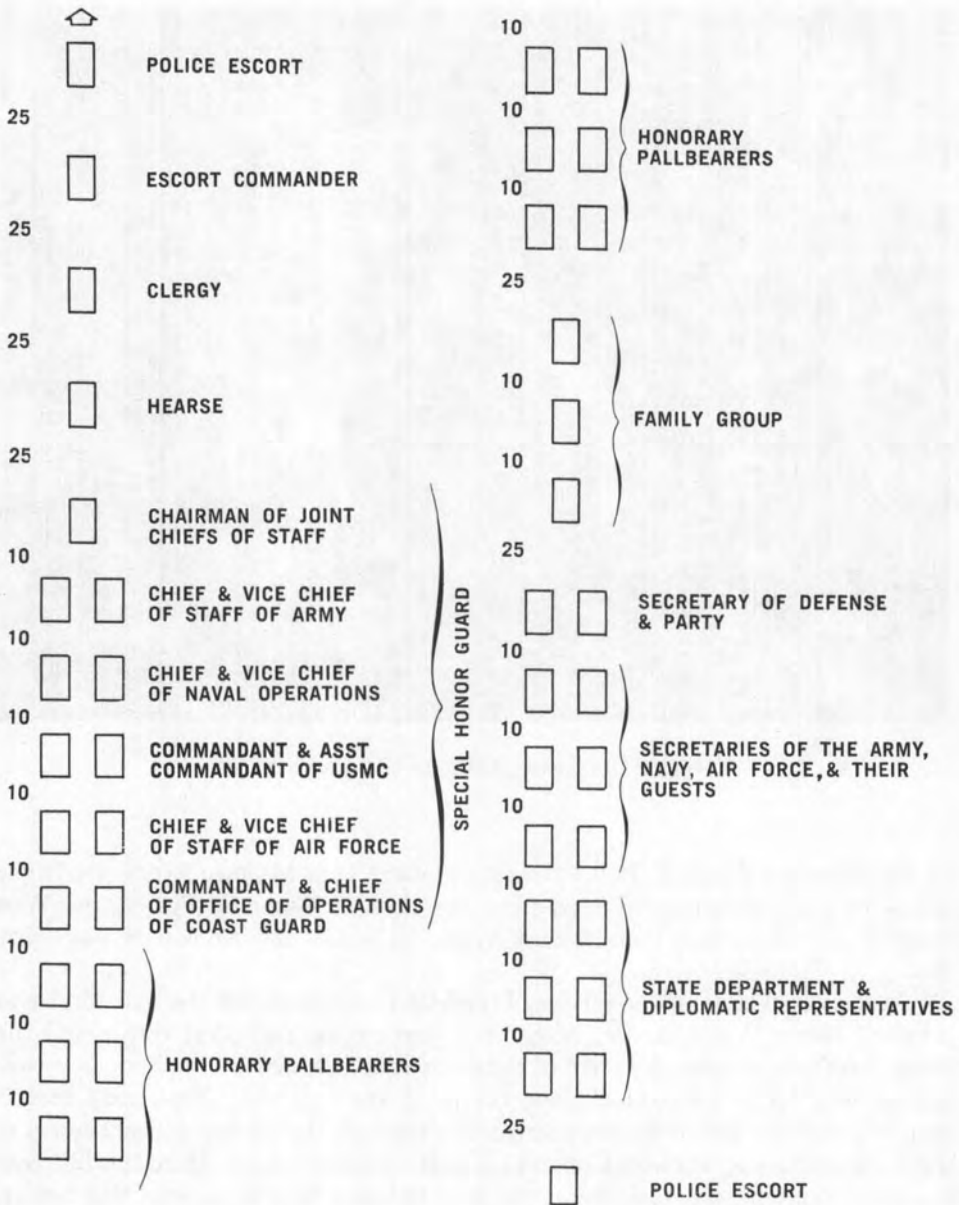 POLICE ESCORT
25
ESCORT COMMANDER
25
CLERGY
25
HEARSE
25
CHAIRMAN OF JOINT
CHIEFS OF STAFF
10
CHIEF & VICE CHIEF
OF STAFF OF ARMY
10
CHIEF & VICE CHIEF
OF NAVAL OPERATIONS
10
COMMANDANT & ASST
COMMANDANT OF USMC
10
CHIEF & VICE CHIEF
OF STAFF OF AIR FORCE
10
COMMANDANT & CHIEF
OF OFFICE OF OPERATIONS
OF COAST GUARD
SPECIAL HONOR GUARD
10
10
HONORARY PALLBEARERS
10
10
10
HONORARY
PALLBEARERS
10
25
10
FAMILY GROUP
10
25
SECRETARY OF DEFENSE
& PARTY
10
10
SECRETARIES OF THE ARMY,
NAVY, AIR FORCE, & THEIR
GUESTS
10
10
10
STATE DEPARTMENT &
DIPLOMATIC REPRESENTATIVES
10
25
POLICE ESCORT